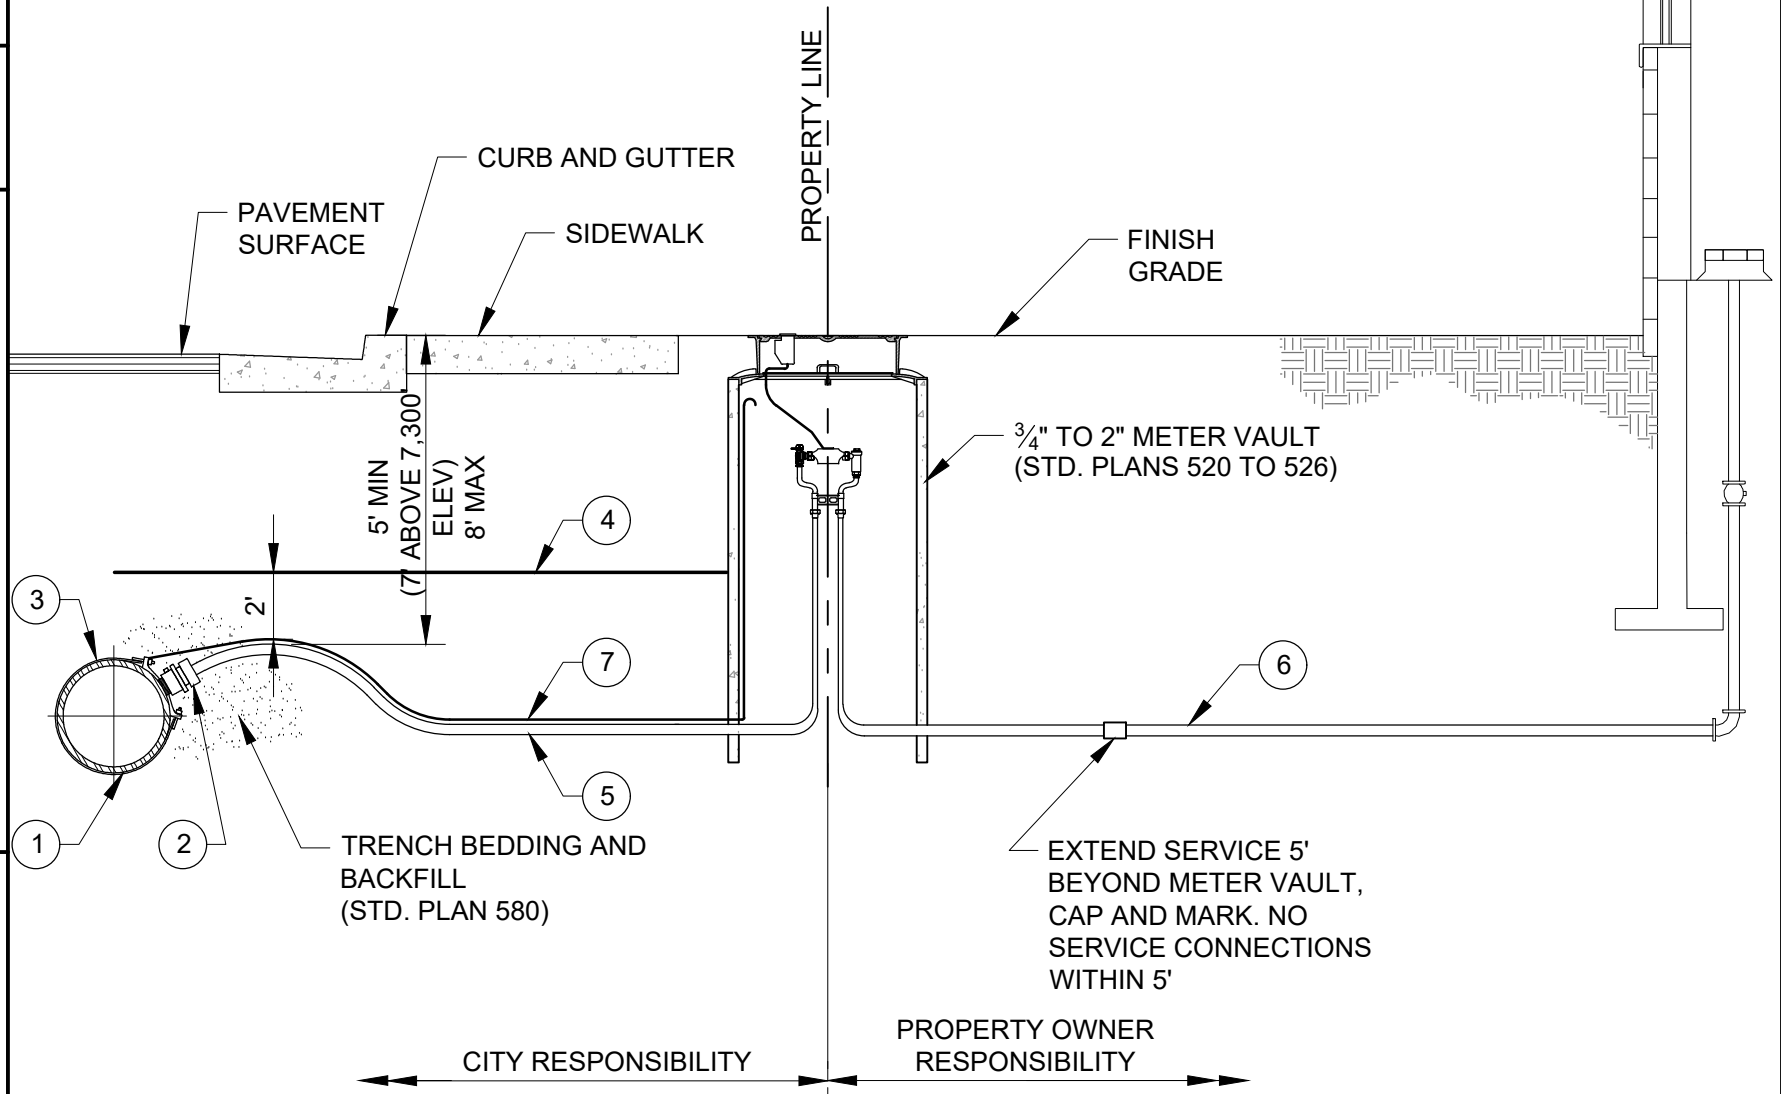 PROPERTY LINE
CURB AND GUTTER
PAVEMENT
SURFACE
SIDEWALK
FINISH
GRADE
5' MIN
(7' ABOVE 7,300'
ELEV)
8' MAX
3/4" TO 2" METER VAULT
(STD. PLANS 520 TO 526)
4
3
2'
7
6
5
1
2
TRENCH BEDDING AND
BACKFILL
(STD. PLAN 580)
EXTEND SERVICE 5'
BEYOND METER VAULT,
CAP AND MARK. NO
SERVICE CONNECTIONS
WITHIN 5'
CITY RESPONSIBILITY
PROPERTY OWNER
RESPONSIBILITY